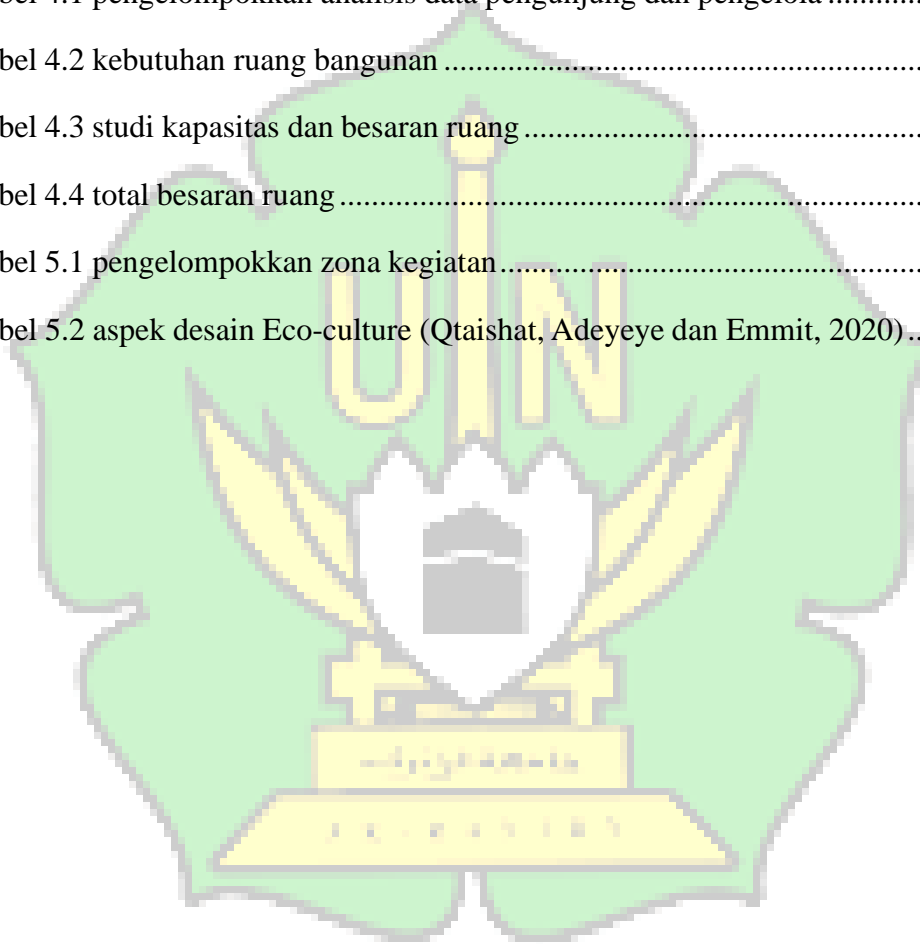 bel 4.1 pengelompokkan analisis data pengunjung dan pengelola ............
bel 4.2 kebutuhan ruang bangunan ............................................................
bel 4.3 studi kapasitas dan besaran ruang ..................................................
bel 4.4 total besaran ruang .........................................................................
bel 5.1 pengelompokkan zona kegiatan .....................................................
bel 5.2 aspek desain Eco-culture (Qtaishat, Adeyeye dan Emmit, 2020) ..
UIN